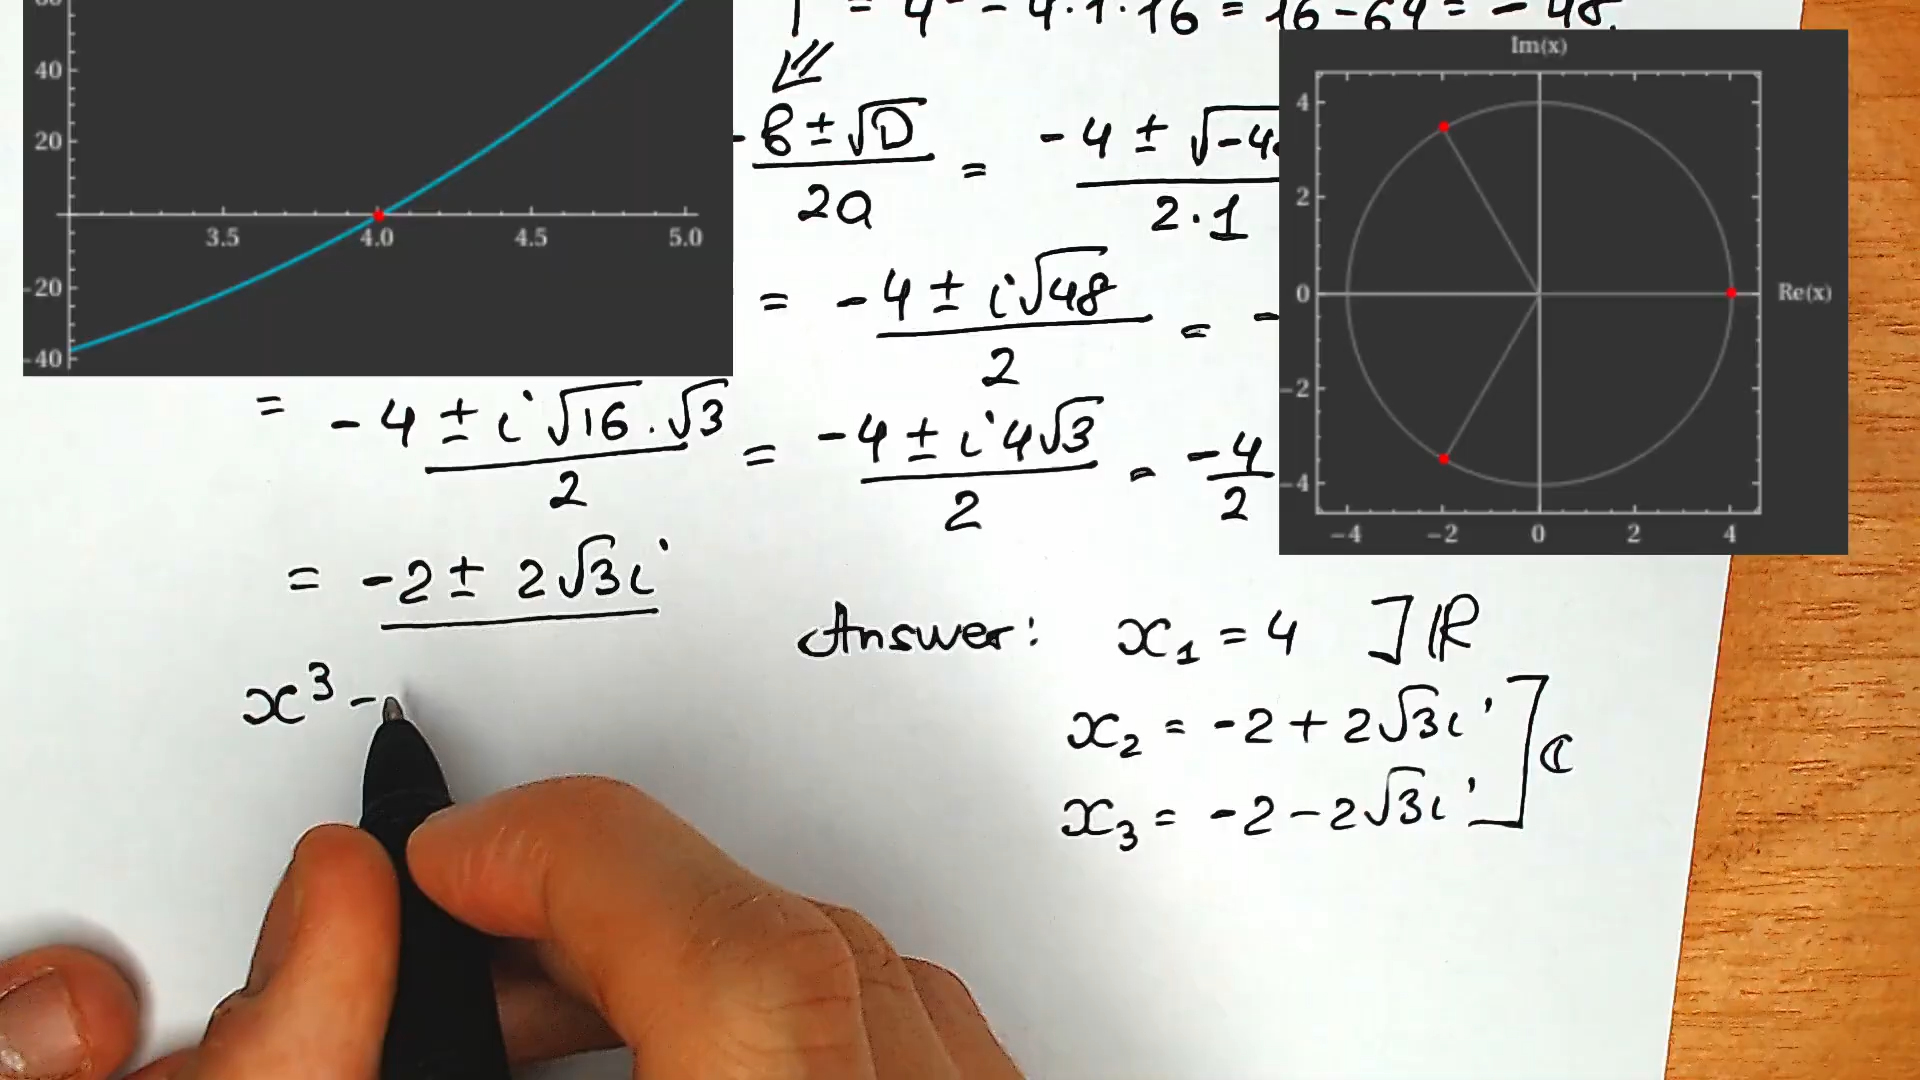 = 4² - 4·1·16 = 16-64 = -48.
60
40
20
-20
-40
3.5 4.0 4.5 5.0
-b ± √D / 2a = -4 ± √-4 / 2·1
= -4 ± i√48 / 2 = -
= -4 ± i√16 · √3 / 2 = -4 ± i4√3 / 2 = -4 / 2
= -2 ± 2√3i
x³ -
Answer: x₁ = 4 ]ℝ
x₂ = -2 + 2√3i
x₃ = -2 - 2√3i ]ℂ
Im(x)
4
2
0
-2
-4
-4 -2 0 2 4
Re(x)